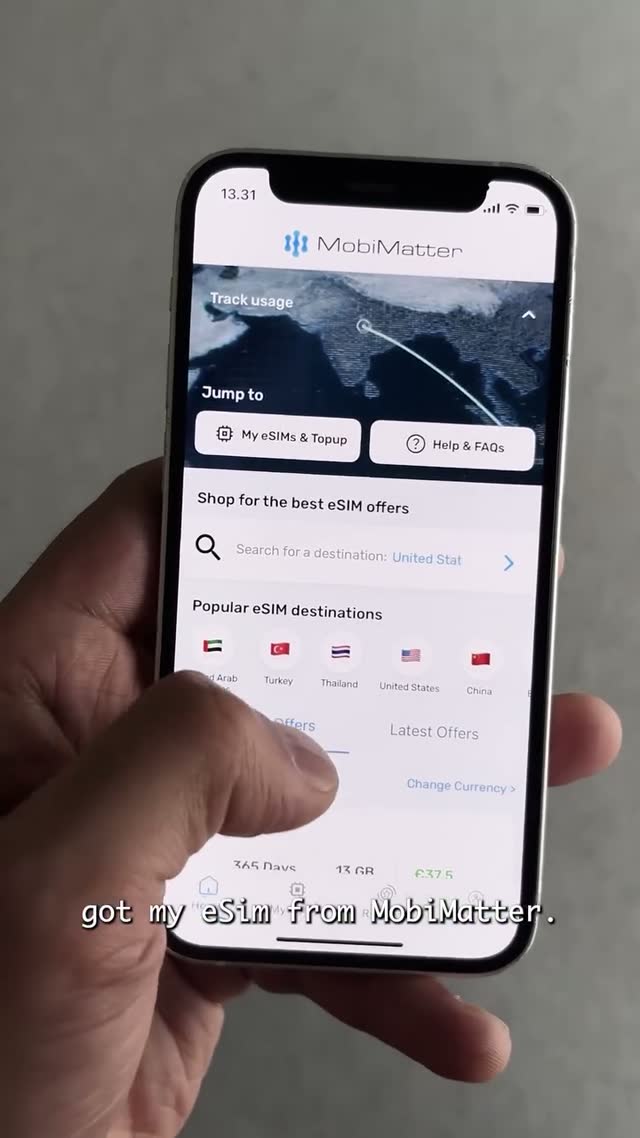 13.31
MobiMatter
Track usage
Jump to
My eSIMs & Topup
Help & FAQs
Shop for the best eSIM offers
Search for a destination: United Stat
Popular eSIM destinations
Arab
Turkey
Thailand
United States
China
Offers
Latest Offers
Change Currency >
365 Days
13 GB
€37.5
got my eSim from MobiMatter.